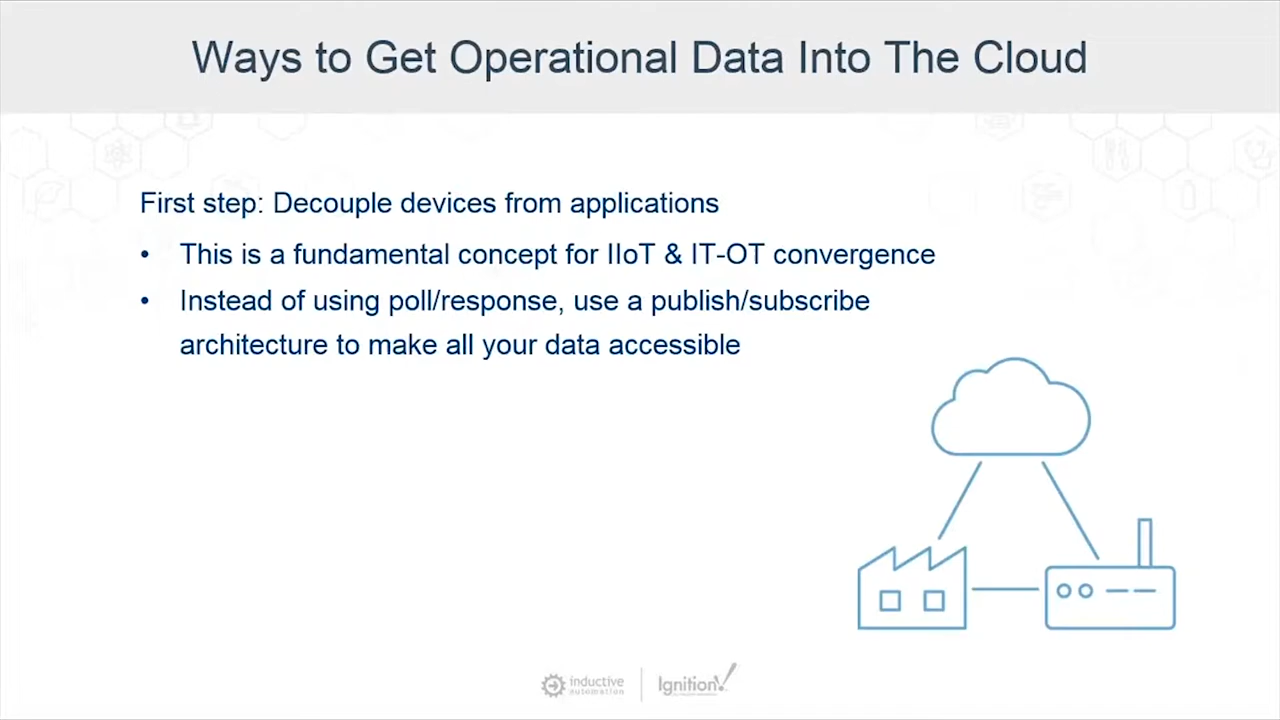 Ways to Get Operational Data Into The Cloud
First step: Decouple devices from applications
• This is a fundamental concept for IIoT & IT-OT convergence
• Instead of using poll/response, use a publish/subscribe
architecture to make all your data accessible
inductive
automation
Ignition!